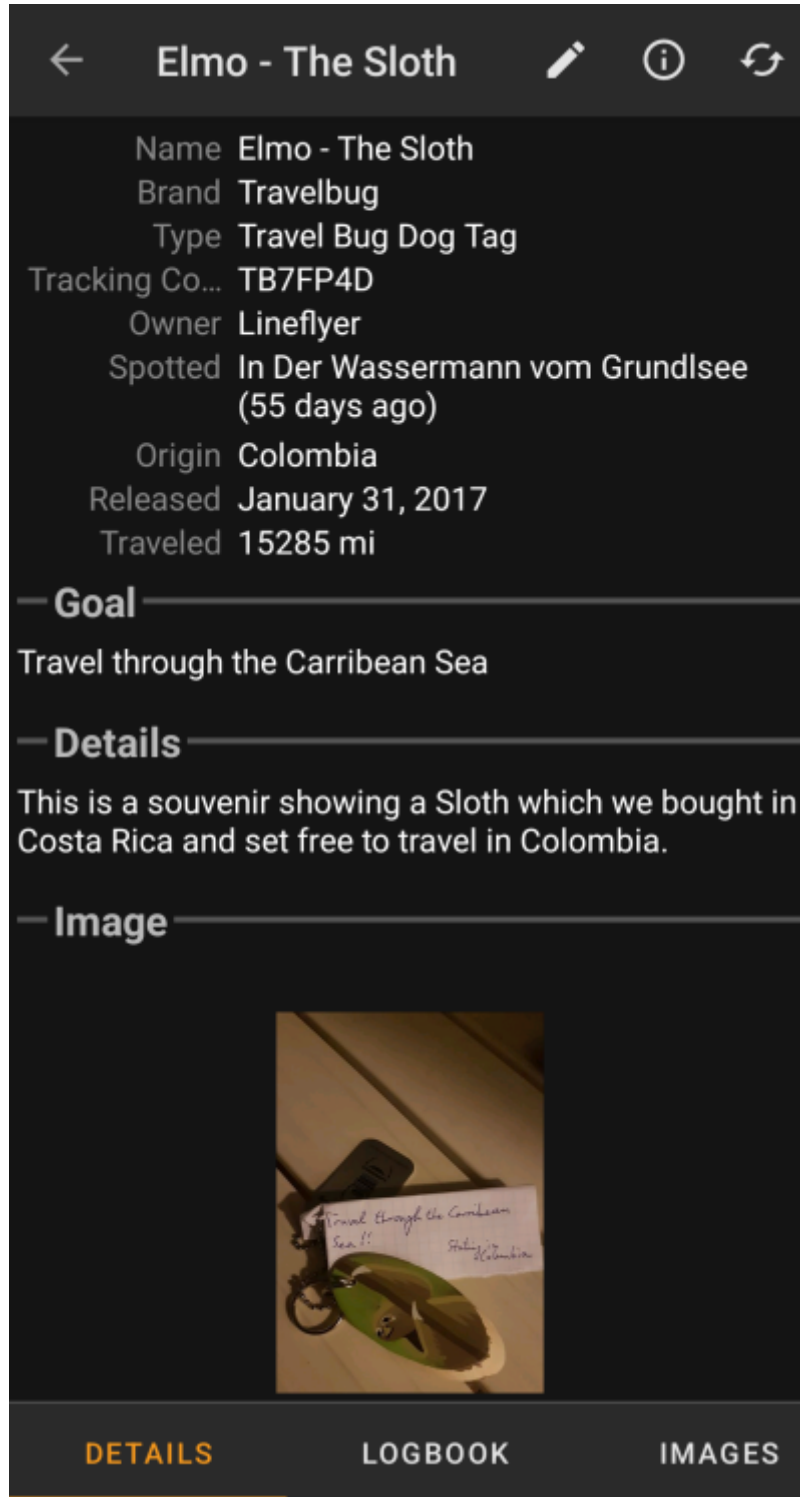 Elmo - The Sloth
Name Elmo - The Sloth
Brand Travelbug
Type Travel Bug Dog Tag
Tracking Co... TB7FP4D
Owner Lineflyer
Spotted In Der Wassermann vom Grundlsee
(55 days ago)
Origin Colombia
Released January 31, 2017
Traveled 15285 mi
Goal
Travel through the Carribean Sea
Details
This is a souvenir showing a Sloth which we bought in
Costa Rica and set free to travel in Colombia.
Image
Travel through the Carribean
Sea!!
Colombia
DETAILS LOGBOOK IMAGES